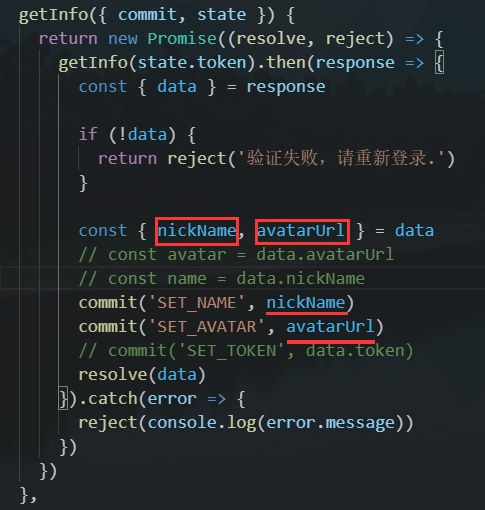 getInfo({ commit, state }) {
return new Promise((resolve, reject) => {
getInfo(state.token).then(response => {
const { data } = response
if (!data) {
return reject('验证失败，请重新登录.')
}
const { nickName, avatarUrl } = data
// const avatar = data.avatarUrl
// const name = data.nickName
commit('SET_NAME', nickName)
commit('SET_AVATAR', avatarUrl)
// commit('SET_TOKEN', data.token)
resolve(data)
}).catch(error => {
reject(console.log(error.message))
})
})
},